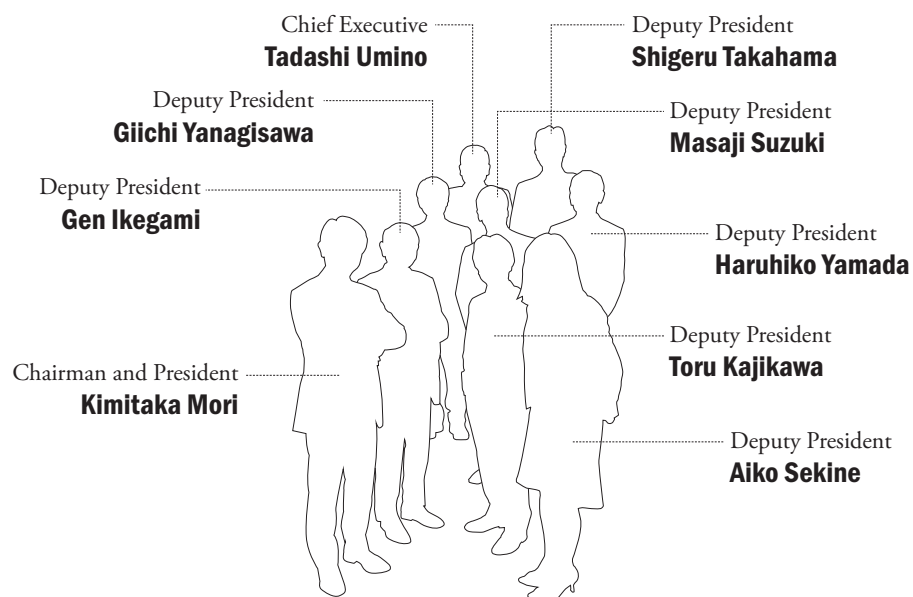 Chief Executive
Tadashi Umino
Deputy President
Shigeru Takahama
Deputy President
Giichi Yanagisawa
Deputy President
Masaji Suzuki
Deputy President
Gen Ikegami
Deputy President
Haruhiko Yamada
Deputy President
Toru Kajikawa
Chairman and President
Kimitaka Mori
Deputy President
Aiko Sekine